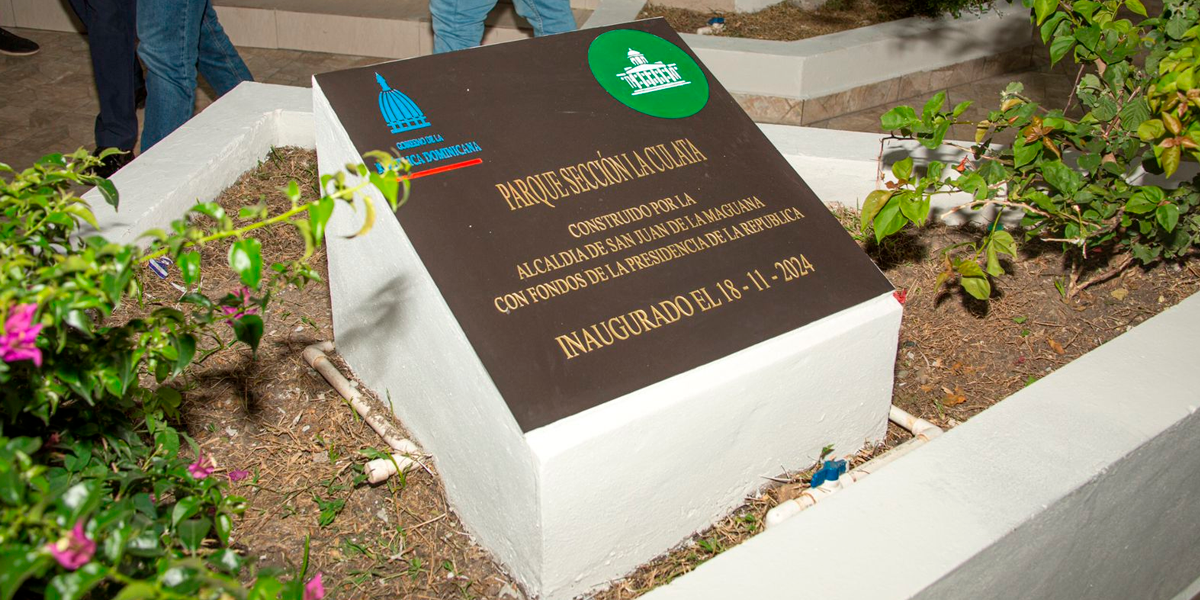 GOBIERNO DE LA
DOMINICANA
PARQUE SECCIÓN LA CULATA
CONSTRUIDO POR LA
ALCALDIA DE SAN JUAN DE LA MAGUANA
CON FONDOS DE LA PRESIDENCIA DE LA REPUBLICA
INAUGURADO EL 18 - 11 - 2024